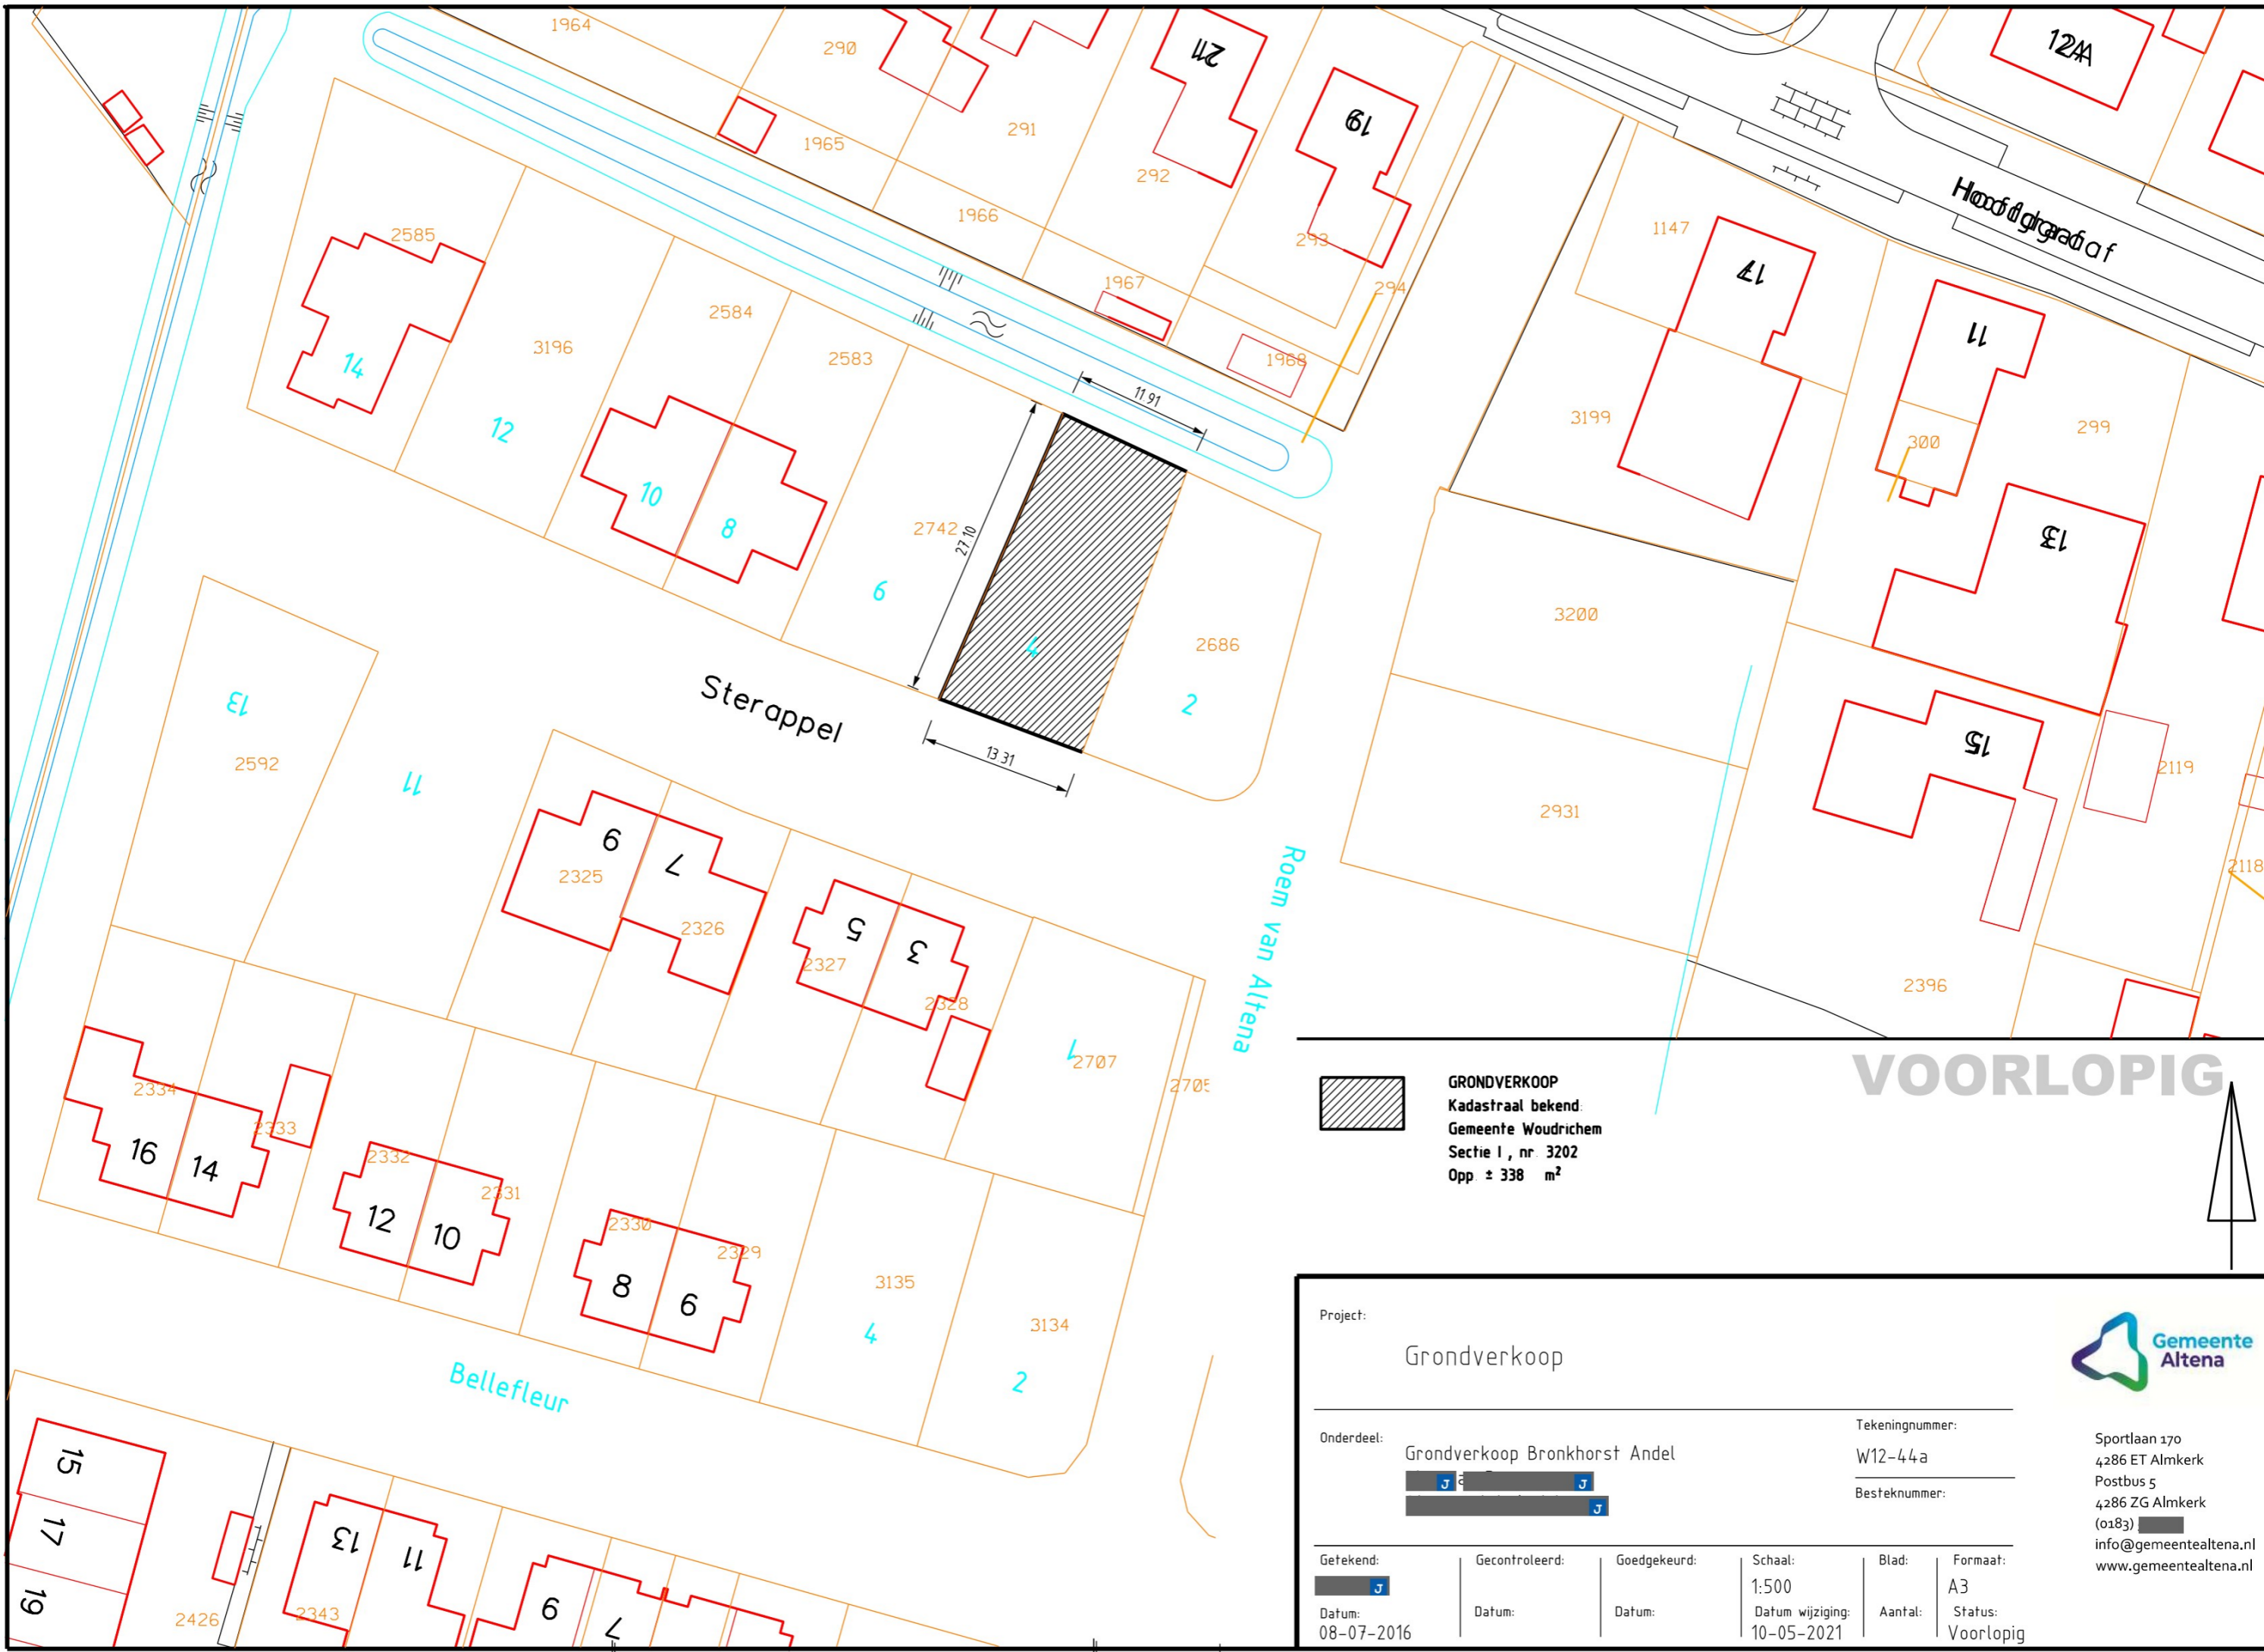 1964
290
21
12A
1965
291
19
292
1966
293
Hoofdgraaf
1147
17
2585
1967
294
11
14
3196
2584
2583
1968
11.91
12
3199
300
299
10
8
2742
27.10
13
6
3200
4
2686
2
Sterappel
13
2592
11
13.31
15
2119
2931
9
7
2325
2326
5
3
2327
2328
Roem van Altena
2118
2396
1
2707
2705
2334
2333
16
14
2332
2331
12
10
2330
2329
8
6
3135
4
3134
2
Bellefleur
15
17
19
2426
13
11
2343
9
7
VOORLOPIG
GRONDVERKOOP
Kadastraal bekend:
Gemeente Woudrichem
Sectie I , nr. 3202
Opp. ± 338 m²
Project:
Grondverkoop
Gemeente
Altena
Onderdeel:
Grondverkoop Bronkhorst Andel
J
J
J
Tekeningnummer:
W12-44a
Besteknummer:
Sportlaan 170
4286 ET Almkerk
Postbus 5
4286 ZG Almkerk
(0183)
info@gemeentealtena.nl
www.gemeentealtena.nl
Getekend:
J
Gecontroleerd:
Goedgekeurd:
Schaal:
1:500
Blad:
Formaat:
A3
Datum:
08-07-2016
Datum:
Datum:
Datum wijziging:
10-05-2021
Aantal:
Status:
Voorlopig